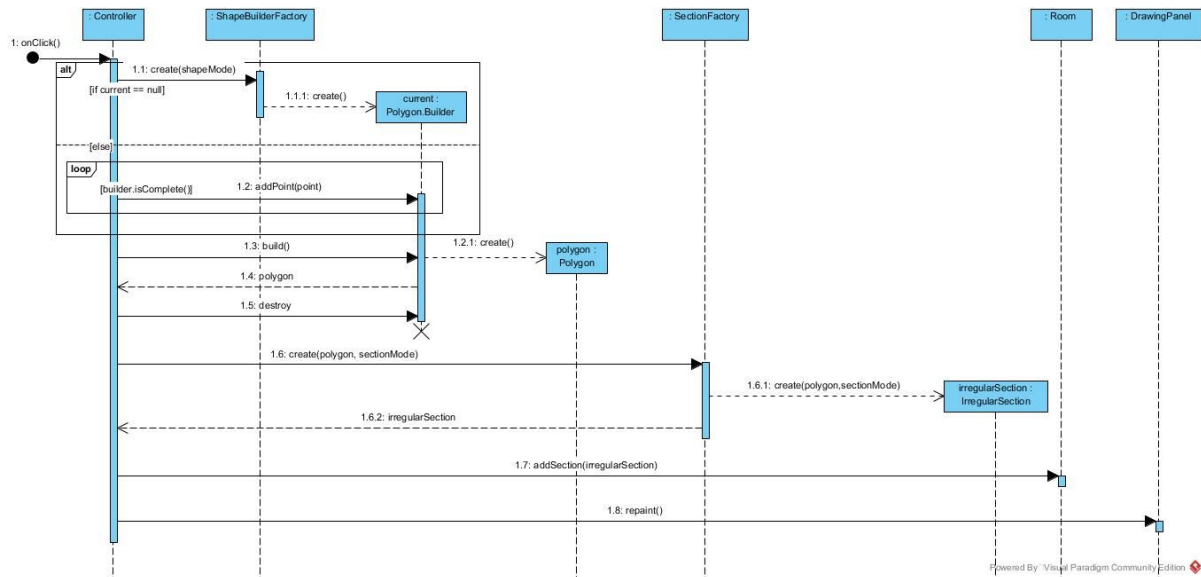 : Controller
: ShapeBuilderFactory
: SectionFactory
: Room
: DrawingPanel
1: onClick()
alt
1.1: create(shapeMode)
[if current == null]
1.1.1: create()
current :
Polygon.Builder
[else]
loop
[builder.isComplete()]
1.2: addPoint(point)
1.3: build()
1.2.1: create()
polygon :
Polygon
1.4: polygon
1.5: destroy
1.6: create(polygon, sectionMode)
1.6.1: create(polygon,sectionMode)
irregularSection :
IrregularSection
1.6.2: irregularSection
1.7: addSection(irregularSection)
1.8: repaint()
Powered By Visual Paradigm Community Edition